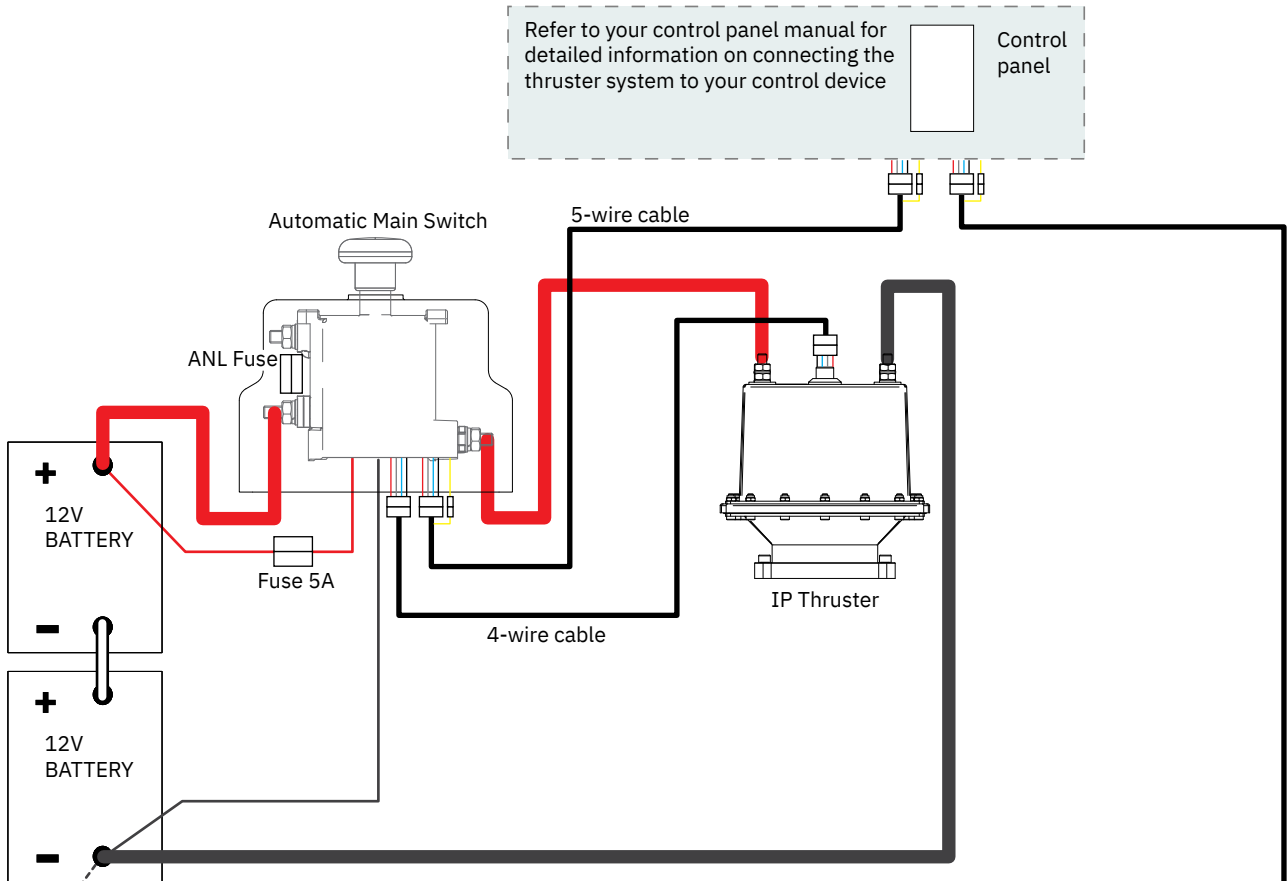 Refer to your control panel manual for
detailed information on connecting the
thruster system to your control device
Control
panel
5-wire cable
Automatic Main Switch
ANL Fuse
+
12V
BATTERY
-
Fuse 5A
IP Thruster
4-wire cable
+
12V
BATTERY
-